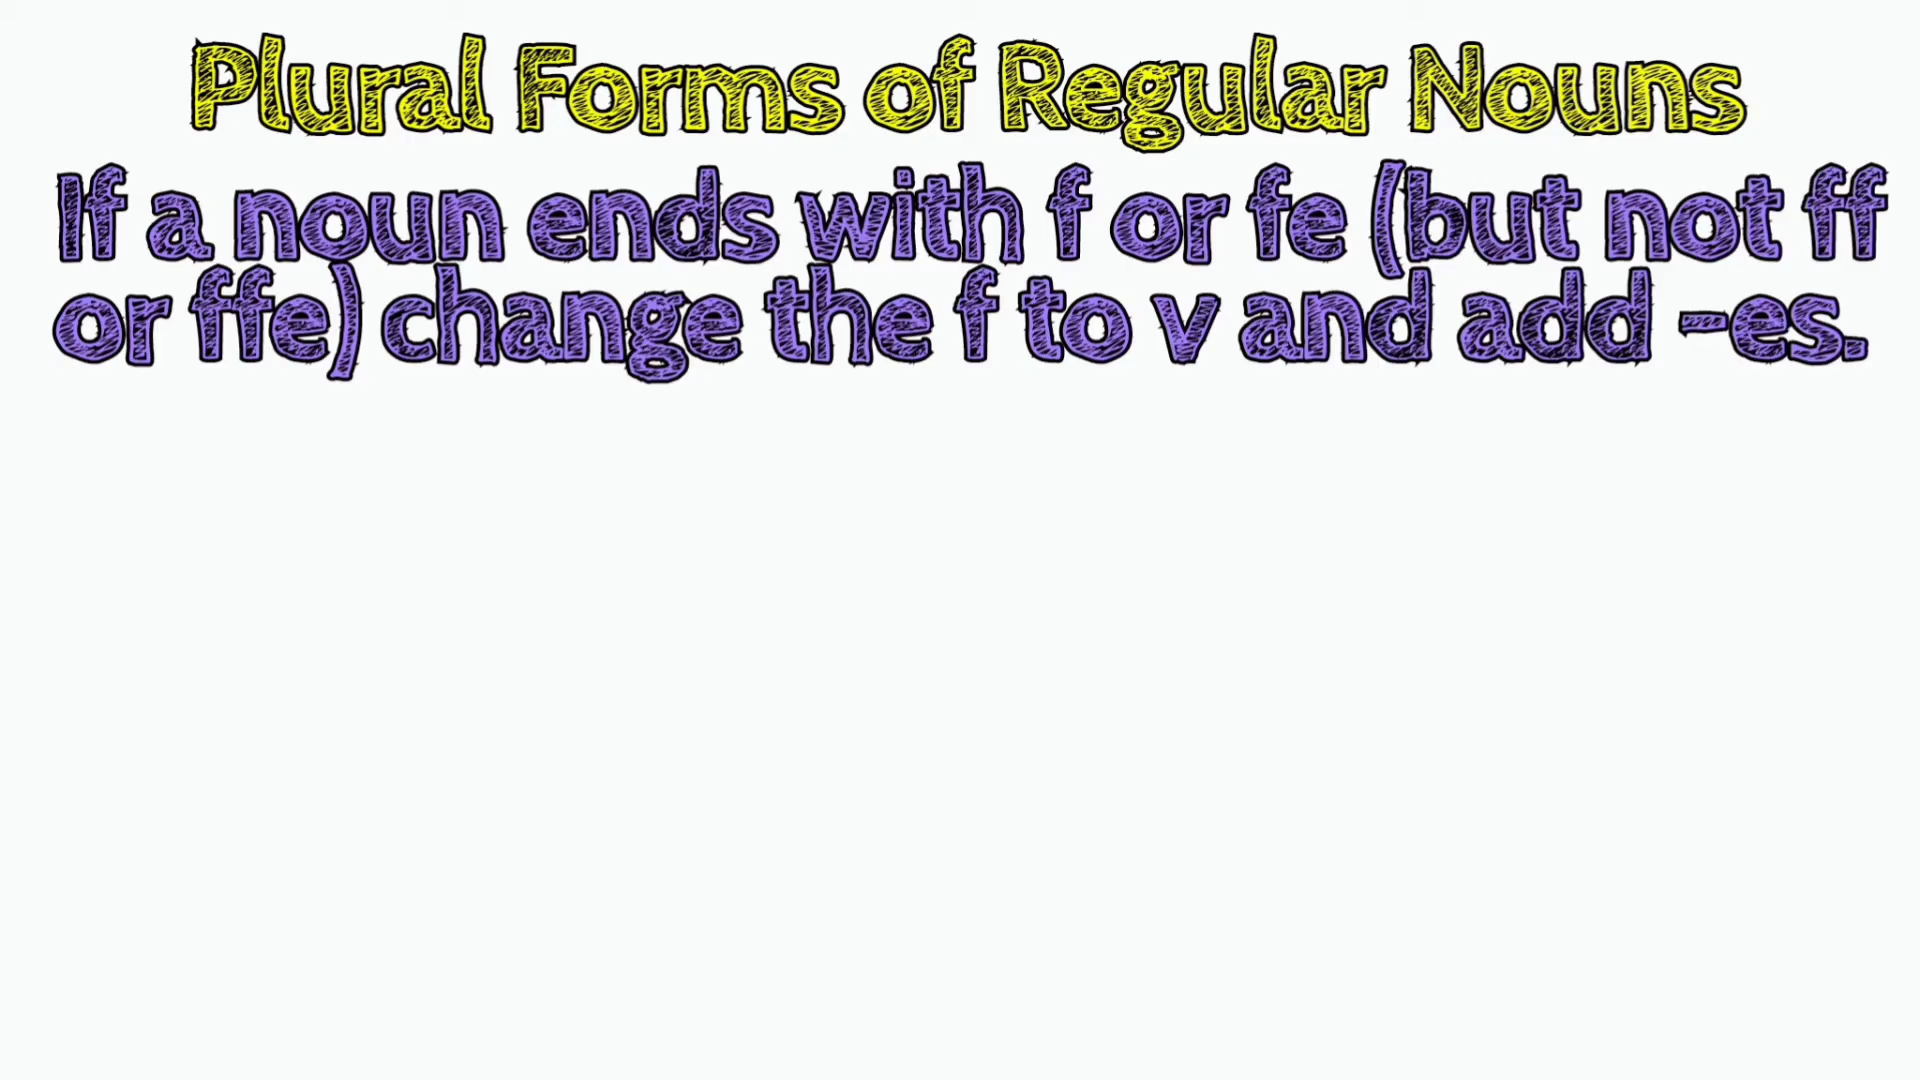 Plural Forms of Regular Nouns
If a noun ends with f or fe (but not ff
or ffe) change the f to v and add -es.